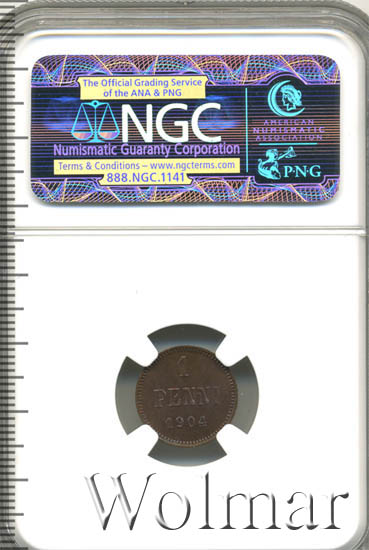 The Official Grading Service
of the ANA & PNG
NGC
Numismatic Guaranty Corporation
Terms & Conditions – www.ngcterms.com
888.NGC.1141
AMERICAN
NUMISMATIC
ASSOCIATION
P·N·G
1
PENNI
1904
Wolmar